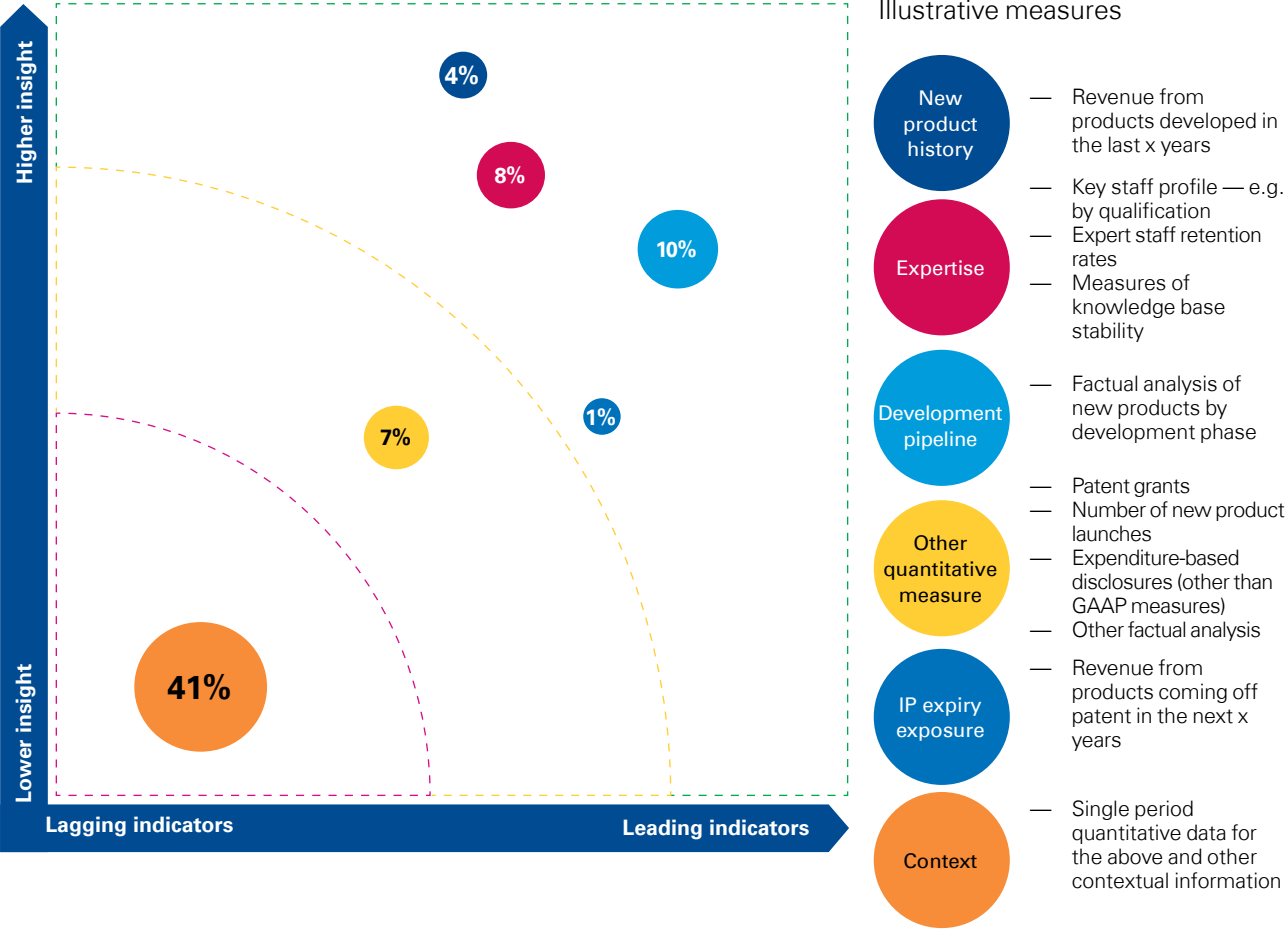 Higher insight
Lower insight
4%
8%
10%
7%
1%
41%
Lagging indicators
Leading indicators
Illustrative measures
New
product
history
— Revenue from
products developed in
the last x years
Expertise
— Key staff profile — e.g.
by qualification
— Expert staff retention
rates
— Measures of
knowledge base
stability
Development
pipeline
— Factual analysis of
new products by
development phase
Other
quantitative
measure
— Patent grants
— Number of new product
launches
— Expenditure-based
disclosures (other than
GAAP measures)
— Other factual analysis
IP expiry
exposure
— Revenue from
products coming off
patent in the next x
years
Context
— Single period
quantitative data for
the above and other
contextual information